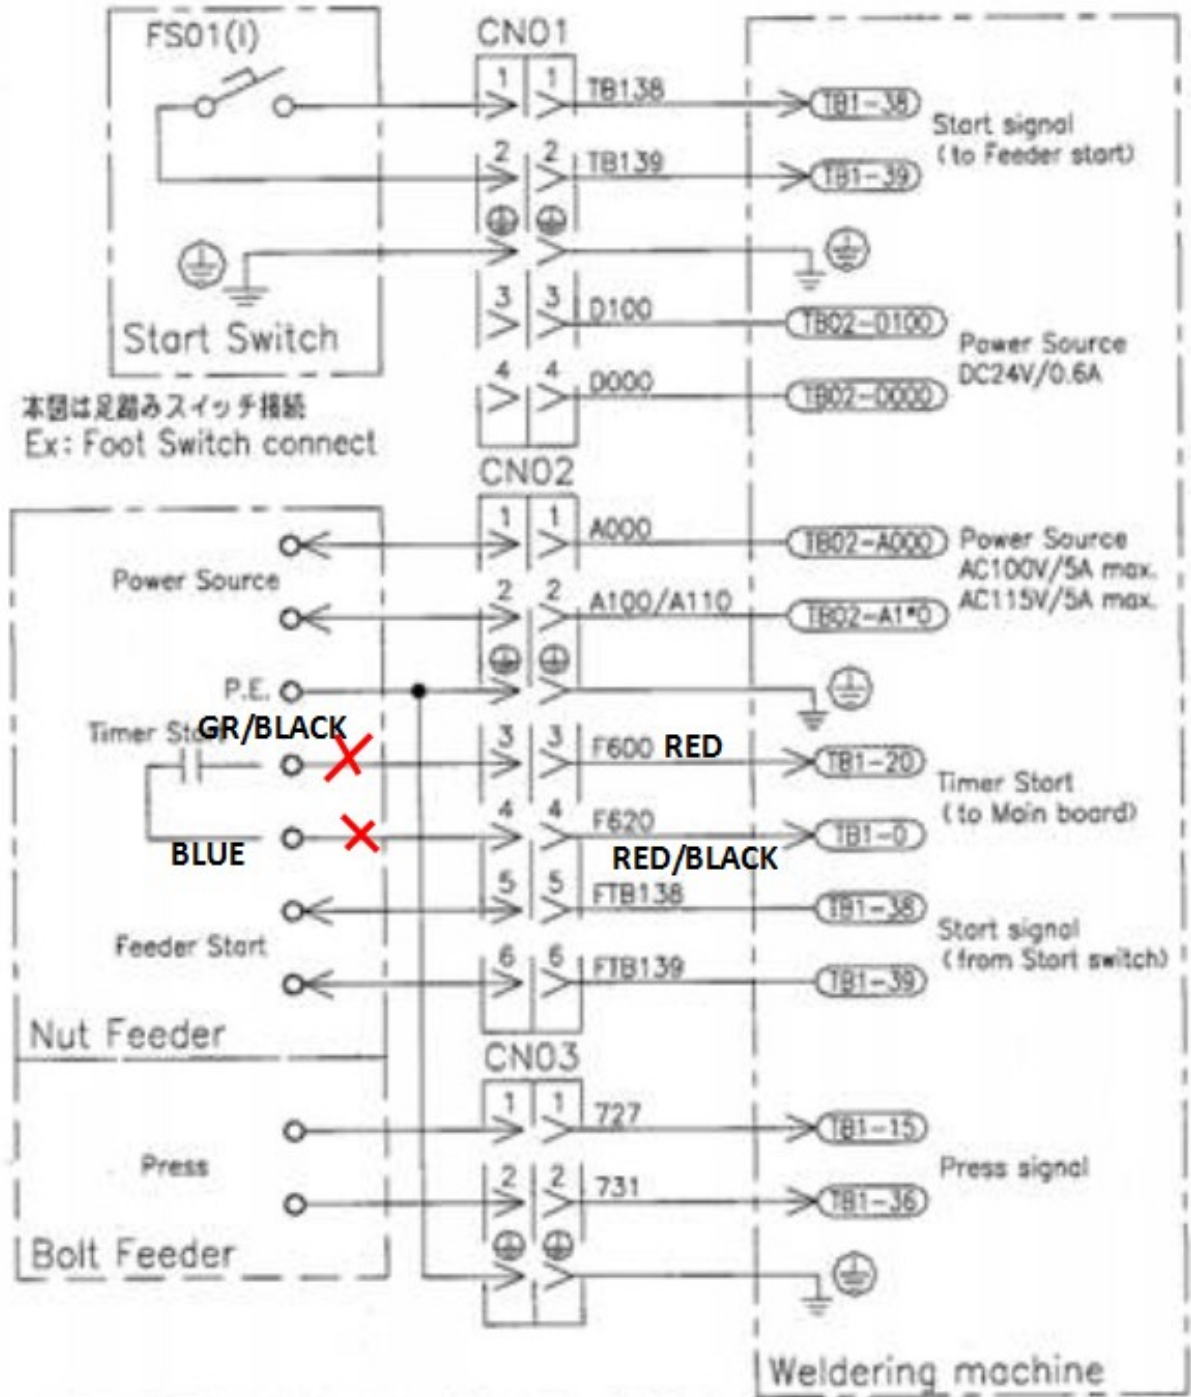 FS01(I)
CN01
1 1 TB138 TB1-38
Start signal
(to Feeder start)
2 2 TB139 TB1-39
3 3 D100 TB02-D100
Start Switch
Power Source
DC24V/0.6A
4 4 D000 TB02-D000
本図は足踏みスイッチ接続
Ex: Foot Switch connect
CN02
1 1 A000 TB02-A000
Power Source
AC100V/5A max.
AC115V/5A max.
Power Source
2 2 A100/A110 TB02-A1*0
P.E.
Timer Start
GR/BLACK
3 3 F600 RED TB1-20
Timer Start
(to Main board)
4 4 F620 TB1-0
BLUE
RED/BLACK
5 5 FTB138 TB1-38
Feeder Start
Start signal
(from Stort switch)
6 6 FTB139 TB1-39
Nut Feeder
CN03
1 1 727 TB1-15
Press
Press signal
2 2 731 TB1-36
Bolt Feeder
Weldering machine